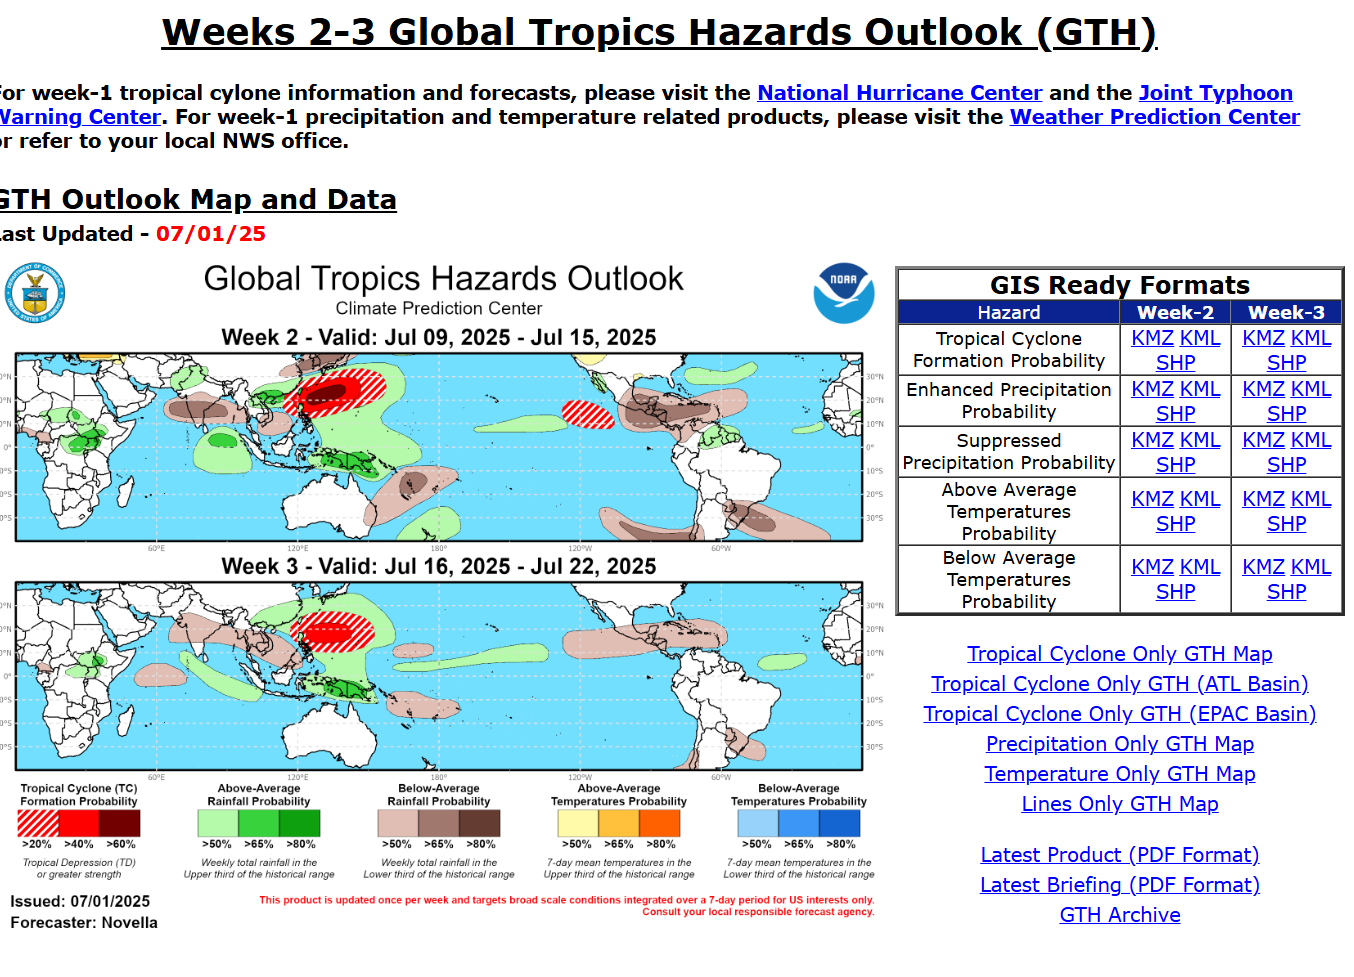 Weeks 2-3 Global Tropics Hazards Outlook (GTH)
or week-1 tropical cylone information and forecasts, please visit the National Hurricane Center and the Joint Typhoon
Warning Center. For week-1 precipitation and temperature related products, please visit the Weather Prediction Center
or refer to your local NWS office.
GTH Outlook Map and Data
Last Updated - 07/01/25
Global Tropics Hazards Outlook
Climate Prediction Center
NOAA
Week 2 - Valid: Jul 09, 2025 - Jul 15, 2025
30°N
20°N
10°N
0°
10°S
20°S
30°S
60°E
120°E
180°
120°W
60°W
Week 3 - Valid: Jul 16, 2025 - Jul 22, 2025
30°N
20°N
10°N
0°
10°S
20°S
30°S
60°E
120°E
180°
120°W
60°W
Tropical Cyclone (TC)
Formation Probability
>20% >40% >60%
Tropical Depression (TD)
or greater strength
Above-Average
Rainfall Probability
>50% >65% >80%
Weekly total rainfall in the
Upper third of the historical range
Below-Average
Rainfall Probability
>50% >65% >80%
Weekly total rainfall in the
Lower third of the historical range
Above-Average
Temperatures Probability
>50% >65% >80%
7-day mean temperatures in the
Upper third of the historical range
Below-Average
Temperatures Probability
>50% >65% >80%
7-day mean temperatures in the
Lower third of the historical range
Issued: 07/01/2025
Forecaster: Novella
This product is updated once per week and targets broad scale conditions integrated over a 7-day period for US interests only.
Consult your local responsible forecast agency.
GIS Ready Formats
Hazard Week-2 Week-3
Tropical Cyclone
Formation Probability
KMZ KML
SHP
KMZ KML
SHP
Enhanced Precipitation
Probability
KMZ KML
SHP
KMZ KML
SHP
Suppressed
Precipitation Probability
KMZ KML
SHP
KMZ KML
SHP
Above Average
Temperatures
Probability
KMZ KML
SHP
KMZ KML
SHP
Below Average
Temperatures
Probability
KMZ KML
SHP
KMZ KML
SHP
Tropical Cyclone Only GTH Map
Tropical Cyclone Only GTH (ATL Basin)
Tropical Cyclone Only GTH (EPAC Basin)
Precipitation Only GTH Map
Temperature Only GTH Map
Lines Only GTH Map
Latest Product (PDF Format)
Latest Briefing (PDF Format)
GTH Archive